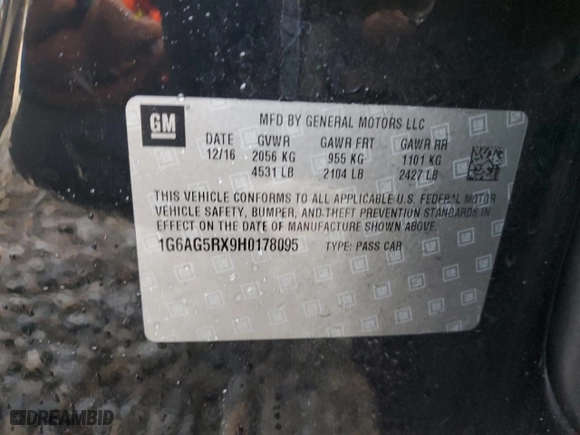 GM
MFD BY GENERAL MOTORS LLC
DATE GVWR GAWR FRT GAWR RR
12/16 2056 KG 955 KG 1101 KG
4531 LB 2104 LB 2427 LB
THIS VEHICLE CONFORMS TO ALL APPLICABLE U.S. FEDERAL MOTOR
VEHICLE SAFETY, BUMPER, AND THEFT PREVENTION STANDARDS IN
EFFECT ON THE DATE OF MANUFACTURE SHOWN ABOVE.
1G6AG5RX9H0178095 TYPE: PASS CAR
DREAMBID